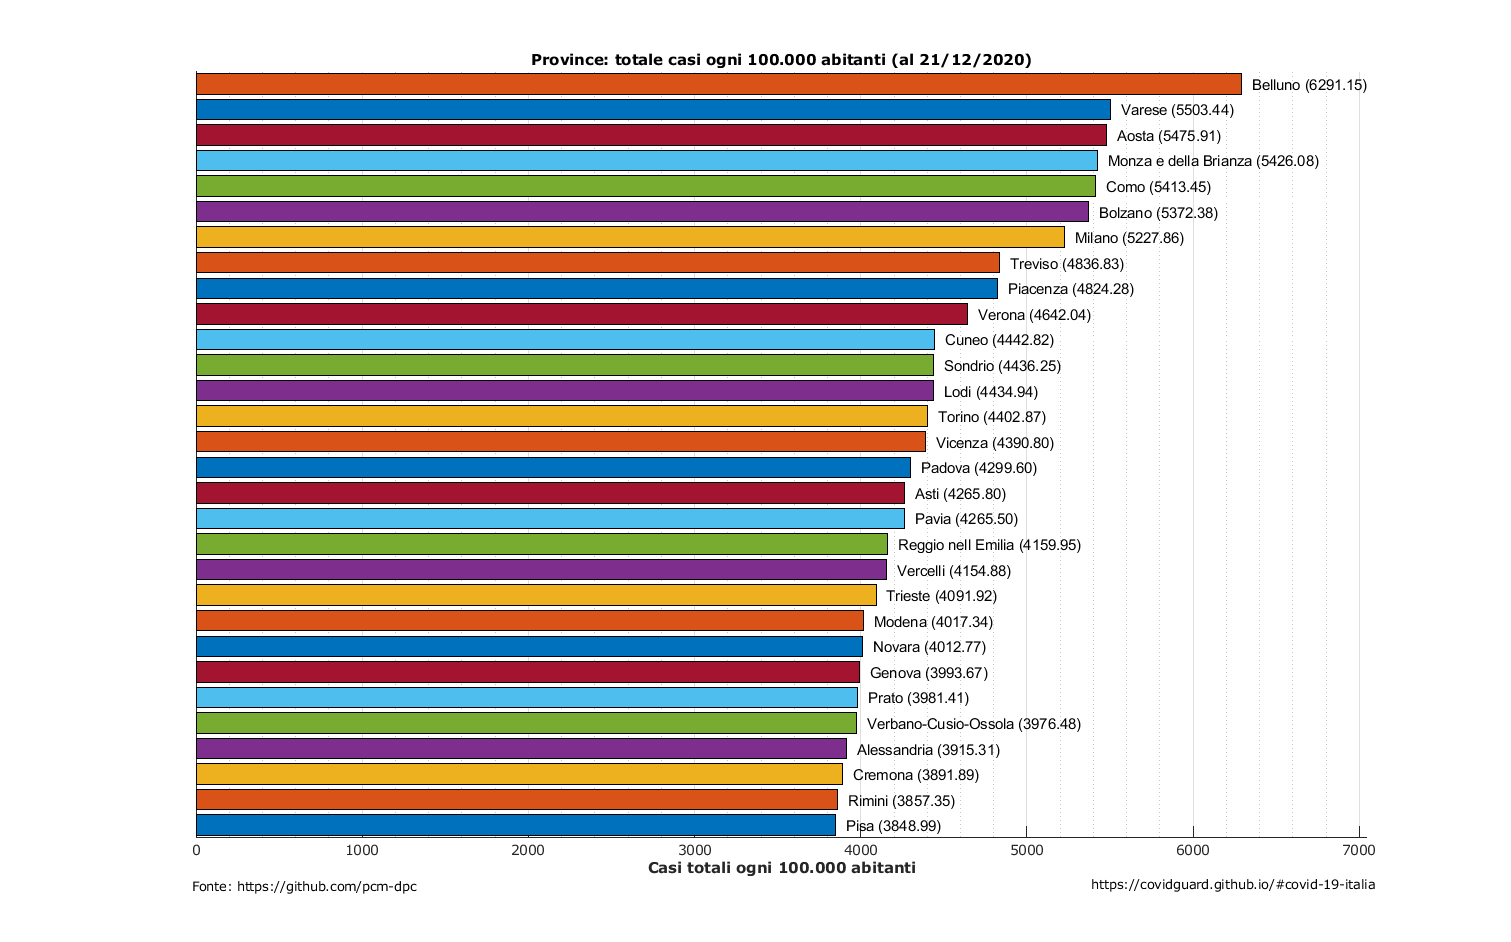 Province: totale casi ogni 100.000 abitanti (al 21/12/2020)
Belluno (6291.15)
Varese (5503.44)
Aosta (5475.91)
Monza e della Brianza (5426.08)
Como (5413.45)
Bolzano (5372.38)
Milano (5227.86)
Treviso (4836.83)
Piacenza (4824.28)
Verona (4642.04)
Cuneo (4442.82)
Sondrio (4436.25)
Lodi (4434.94)
Torino (4402.87)
Vicenza (4390.80)
Padova (4299.60)
Asti (4265.80)
Pavia (4265.50)
Reggio nell Emilia (4159.95)
Vercelli (4154.88)
Trieste (4091.92)
Modena (4017.34)
Novara (4012.77)
Genova (3993.67)
Prato (3981.41)
Verbano-Cusio-Ossola (3976.48)
Alessandria (3915.31)
Cremona (3891.89)
Rimini (3857.35)
Pisa (3848.99)
0 1000 2000 3000 4000 5000 6000 7000
Casi totali ogni 100.000 abitanti
Fonte: https://github.com/pcm-dpc
https://covidguard.github.io/#covid-19-italia